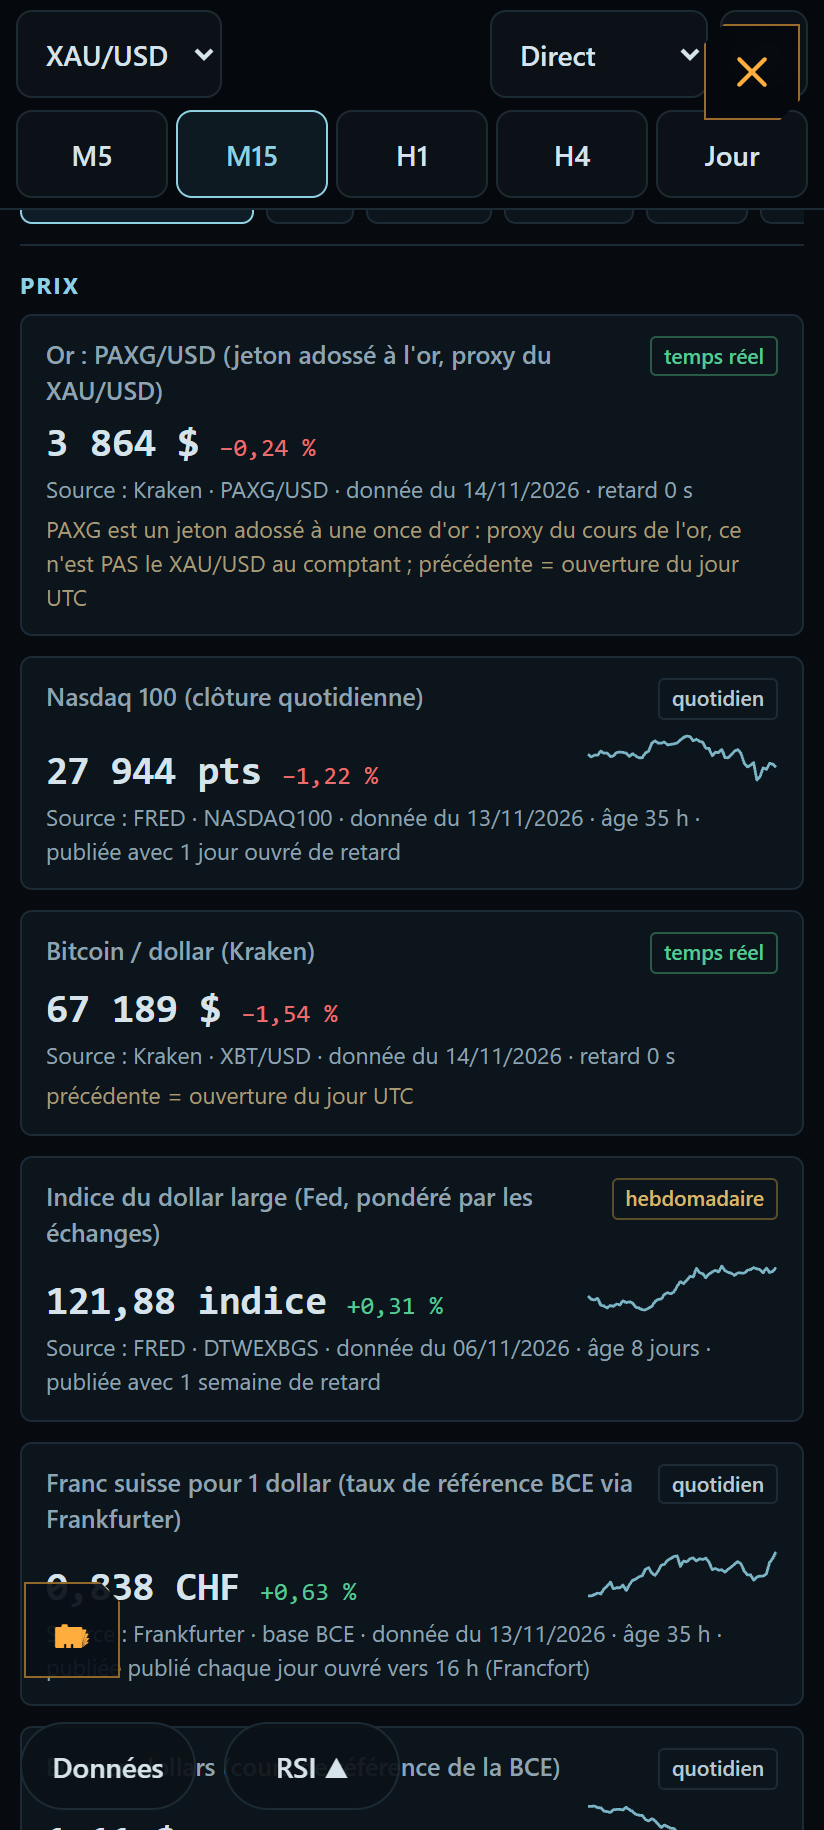 XAU/USD
Direct
M5
M15
H1
H4
Jour
PRIX
Or : PAXG/USD (jeton adossé à l'or, proxy du
XAU/USD)
temps réel
3 864 $ −0,24 %
Source : Kraken · PAXG/USD · donnée du 14/11/2026 · retard 0 s
PAXG est un jeton adossé à une once d'or : proxy du cours de l'or, ce
n'est PAS le XAU/USD au comptant ; précédente = ouverture du jour
UTC
Nasdaq 100 (clôture quotidienne)
quotidien
27 944 pts −1,22 %
Source : FRED · NASDAQ100 · donnée du 13/11/2026 · âge 35 h ·
publiée avec 1 jour ouvré de retard
Bitcoin / dollar (Kraken)
temps réel
67 189 $ −1,54 %
Source : Kraken · XBT/USD · donnée du 14/11/2026 · retard 0 s
précédente = ouverture du jour UTC
Indice du dollar large (Fed, pondéré par les
échanges)
hebdomadaire
121,88 indice +0,31 %
Source : FRED · DTWEXBGS · donnée du 06/11/2026 · âge 8 jours ·
publiée avec 1 semaine de retard
Franc suisse pour 1 dollar (taux de référence BCE via
Frankfurter)
quotidien
0,838 CHF +0,63 %
: Frankfurter · base BCE · donnée du 13/11/2026 · âge 35 h ·
publiée publié chaque jour ouvré vers 16 h (Francfort)
(cours de référence de la BCE)
quotidien
Données
RSI ▲